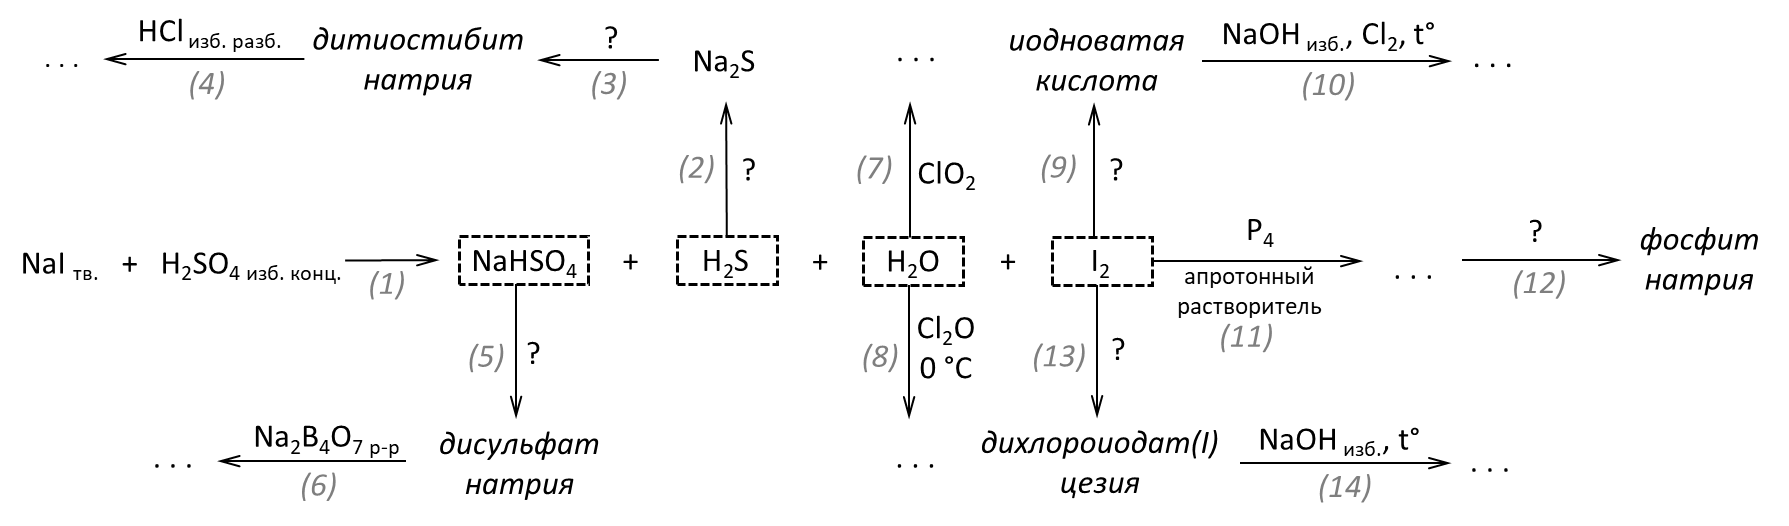 HCl изб. разб.
(4)
. . .
дитиостибит
натрия
?
(3)
Na₂S
. . .
иодноватая
кислота
NaOH изб., Cl₂, t°
(10)
. . .
(2) ?
(7) ClO₂
(9) ?
NaI тв. + H₂SO₄ изб. конц.
(1)
NaHSO₄ + H₂S + H₂O + I₂
P₄
апротонный
растворитель
(11)
. . .
?
(12)
фосфит
натрия
(5) ?
(8) Cl₂O
0 °C
(13) ?
. . .
Na₂B₄O₇ р-р
(6)
дисульфат
натрия
. . .
дихлороиодат(I)
цезия
NaOH изб., t°
(14)
. . .